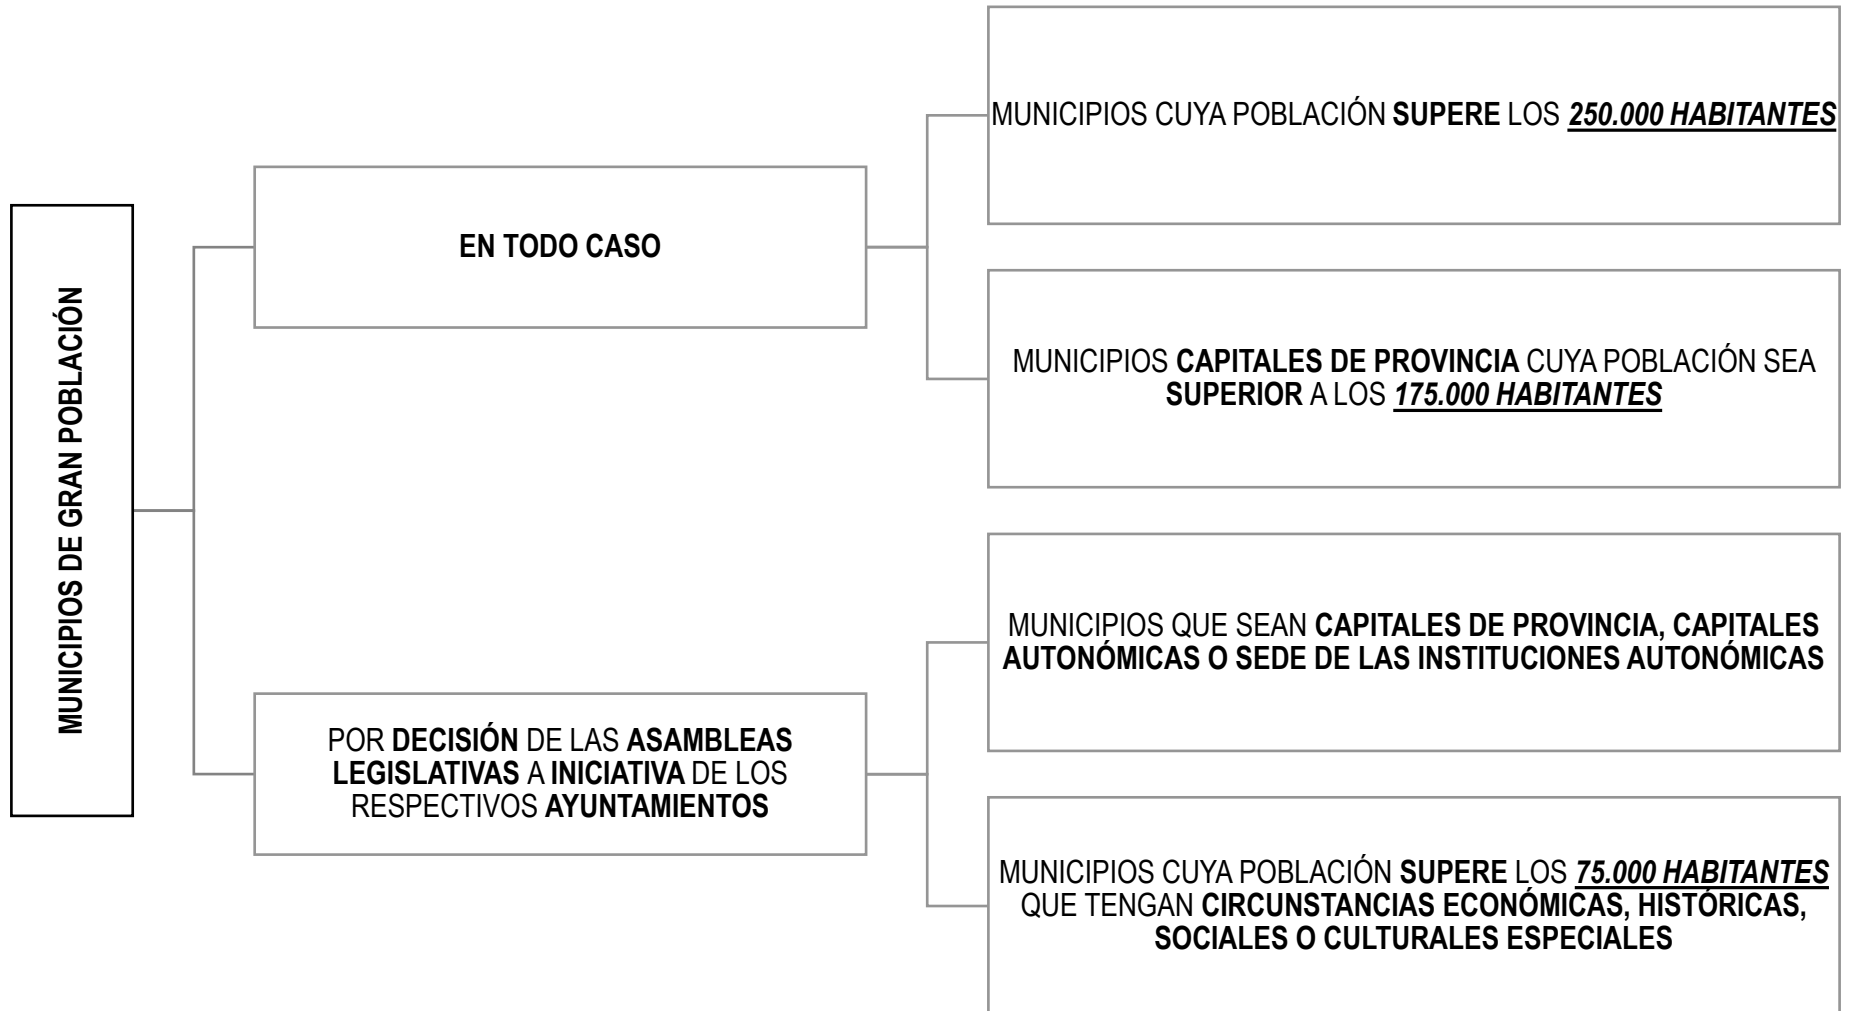 MUNICIPIOS DE GRAN POBLACIÓN
EN TODO CASO
MUNICIPIOS CUYA POBLACIÓN SUPERE LOS 250.000 HABITANTES
MUNICIPIOS CAPITALES DE PROVINCIA CUYA POBLACIÓN SEA
SUPERIOR A LOS 175.000 HABITANTES
POR DECISIÓN DE LAS ASAMBLEAS
LEGISLATIVAS A INICIATIVA DE LOS
RESPECTIVOS AYUNTAMIENTOS
MUNICIPIOS QUE SEAN CAPITALES DE PROVINCIA, CAPITALES
AUTONÓMICAS O SEDE DE LAS INSTITUCIONES AUTONÓMICAS
MUNICIPIOS CUYA POBLACIÓN SUPERE LOS 75.000 HABITANTES
QUE TENGAN CIRCUNSTANCIAS ECONÓMICAS, HISTÓRICAS,
SOCIALES O CULTURALES ESPECIALES